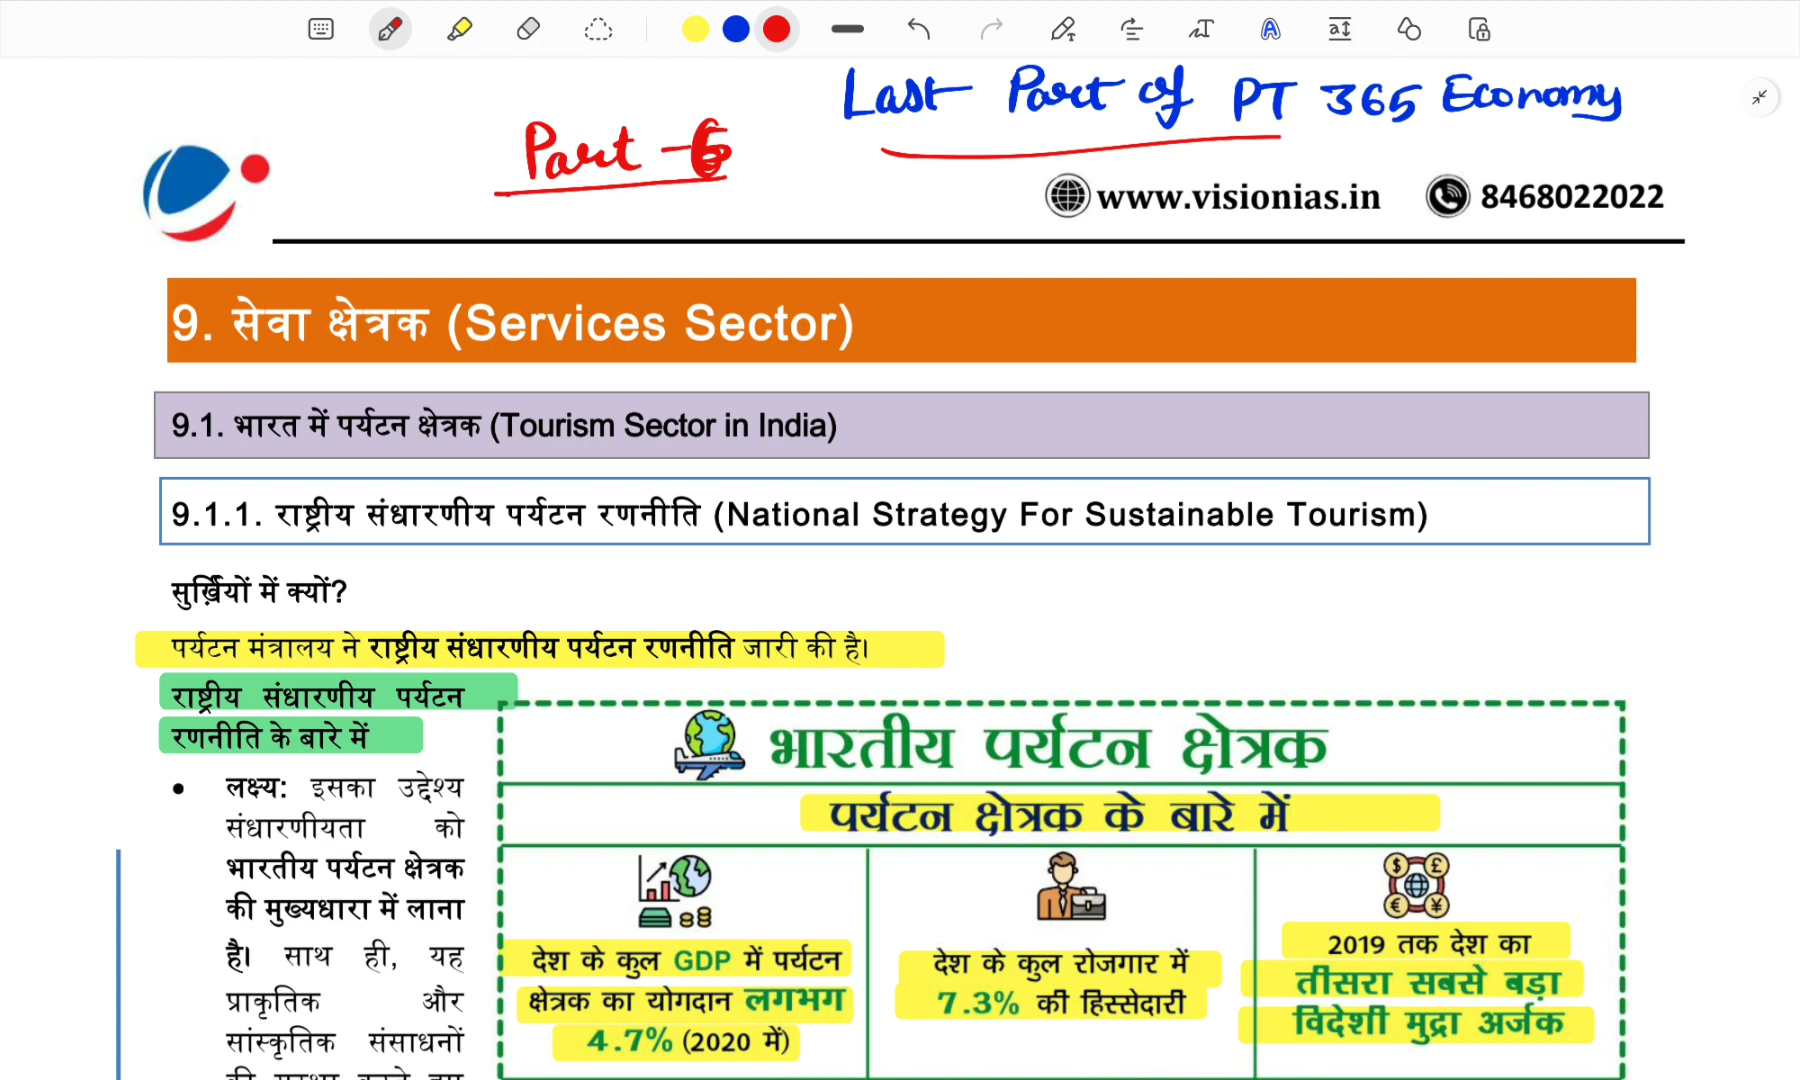 Last Part of PT 365 Economy
Part - 6
www.visionias.in 8468022022
9. सेवा क्षेत्रक (Services Sector)
9.1. भारत में पर्यटन क्षेत्रक (Tourism Sector in India)
9.1.1. राष्ट्रीय संधारणीय पर्यटन रणनीति (National Strategy For Sustainable Tourism)
सुर्ख़ियों में क्यों?
पर्यटन मंत्रालय ने राष्ट्रीय संधारणीय पर्यटन रणनीति जारी की है।
राष्ट्रीय संधारणीय पर्यटन
रणनीति के बारे में
• लक्ष्य: इसका उद्देश्य
संधारणीयता को
भारतीय पर्यटन क्षेत्रक
की मुख्यधारा में लाना
है। साथ ही, यह
प्राकृतिक और
सांस्कृतिक संसाधनों
भारतीय पर्यटन क्षेत्रक
पर्यटन क्षेत्रक के बारे में
देश के कुल GDP में पर्यटन
क्षेत्रक का योगदान लगभग
4.7% (2020 में)
देश के कुल रोजगार में
7.3% की हिस्सेदारी
2019 तक देश का
तीसरा सबसे बड़ा
विदेशी मुद्रा अर्जक